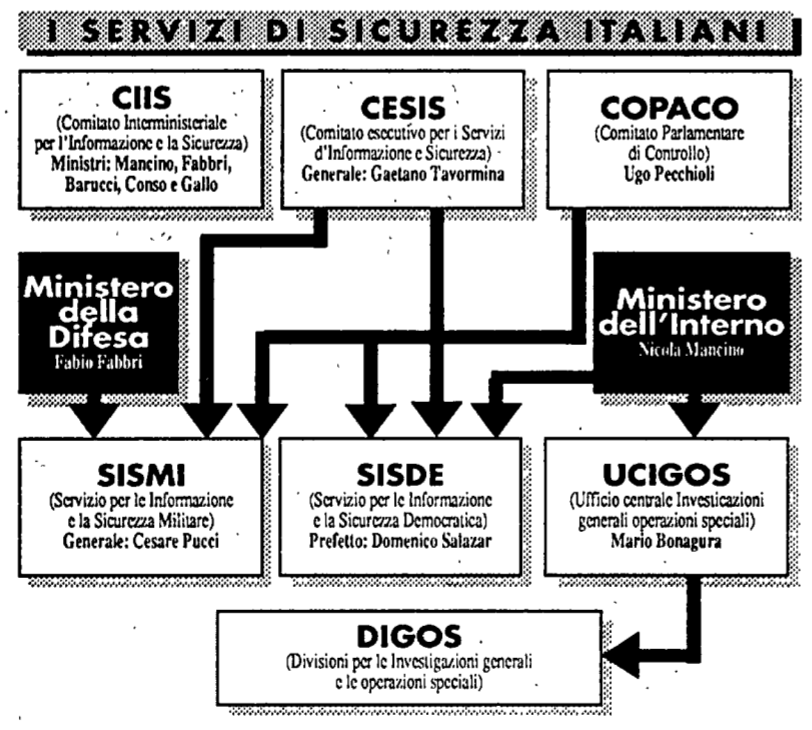 I SERVIZI DI SICUREZZA ITALIANI
CIIS
(Comitato Interministeriale
per l'Informazione e la Sicurezza)
Ministri: Mancino, Fabbri,
Barucci, Conso e Gallo
CESIS
(Comitato esecutivo per i Servizi
d'Informazione e Sicurezza)
Generale: Gaetano Tavormina
COPACO
(Comitato Parlamentare
di Controllo)
Ugo Pecchioli
Ministero
della
Difesa
Fabio Fabbri
Ministero
dell'Interno
Nicola Mancino
SISMI
(Servizio per le Informazione
e la Sicurezza Militare)
Generale: Cesare Pucci
SISDE
(Servizio per le Informazione
e la Sicurezza Democratica)
Prefetto: Domenico Salazar
UCIGOS
(Ufficio centrale Investicazioni
generali operazioni speciali)
Mario Bonagura
DIGOS
(Divisioni per le Investigazioni generali
e le operazioni speciali)